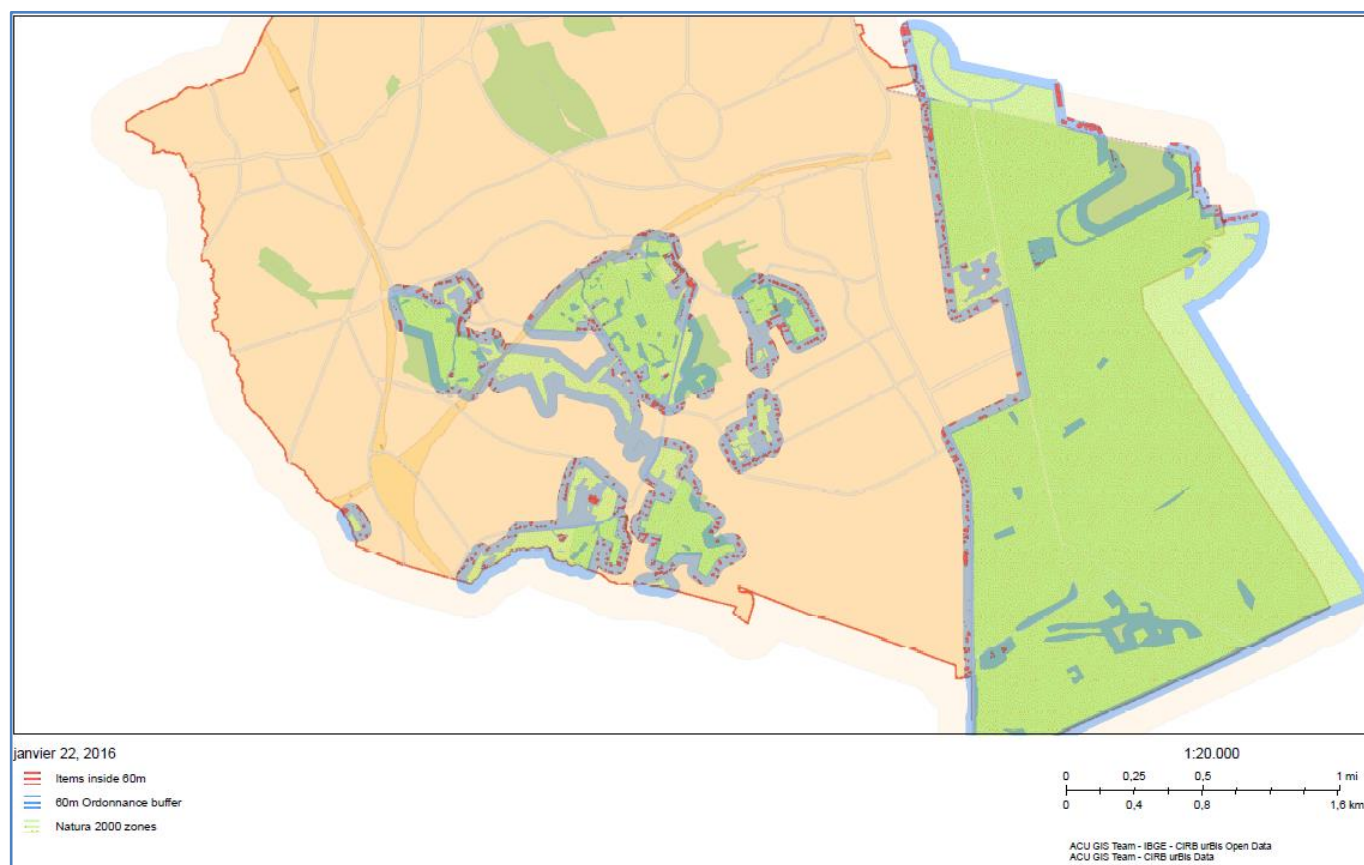 janvier 22, 2016
Items inside 60m
60m Ordonnance buffer
Natura 2000 zones
1:20.000
0 0,25 0,5 1 mi
0 0,4 0,8 1,6 km
ACU GIS Team - IBGE - CIRB urBIs Open Data
ACU GIS Team - CIRB urBIs Data